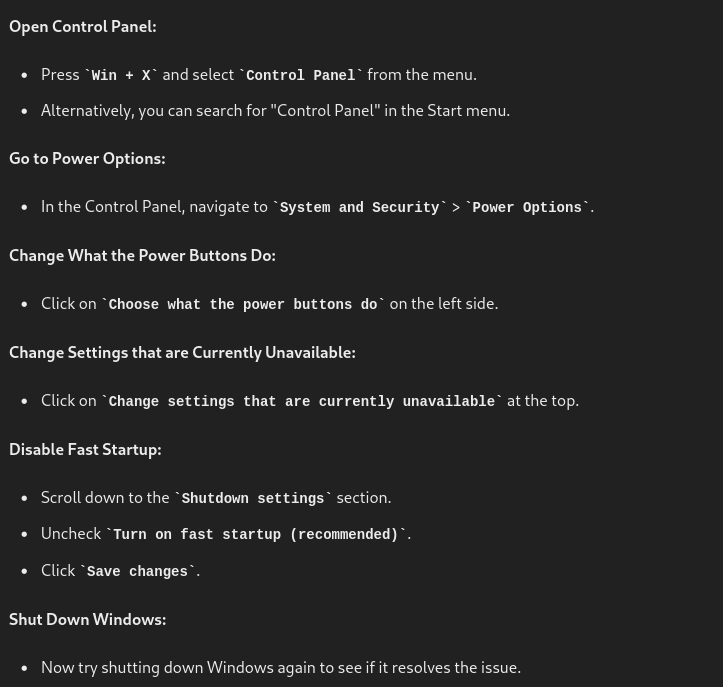 Open Control Panel:
• Press `Win + X` and select `Control Panel` from the menu.
• Alternatively, you can search for "Control Panel" in the Start menu.
Go to Power Options:
• In the Control Panel, navigate to `System and Security` > `Power Options`.
Change What the Power Buttons Do:
• Click on `Choose what the power buttons do` on the left side.
Change Settings that are Currently Unavailable:
• Click on `Change settings that are currently unavailable` at the top.
Disable Fast Startup:
• Scroll down to the `Shutdown settings` section.
• Uncheck `Turn on fast startup (recommended)`.
• Click `Save changes`.
Shut Down Windows:
• Now try shutting down Windows again to see if it resolves the issue.